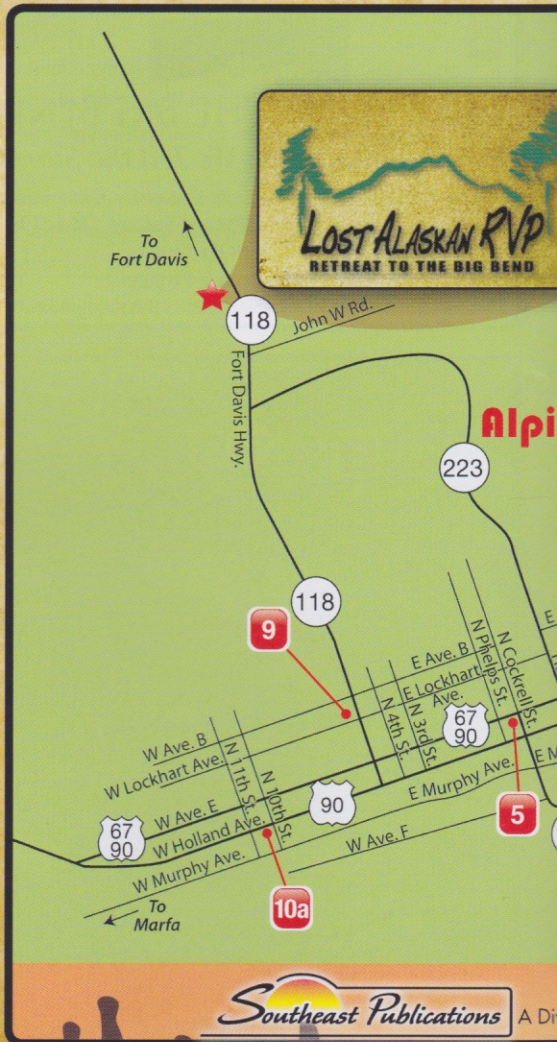 LOST ALASKAN RVP
RETREAT TO THE BIG BEND
To
Fort Davis
118
John W Rd.
Fort Davis Hwy.
Alpi
223
118
9
N Phelps St.
N Cockrell St.
E Ave. B
E Lockhart
Ave.
N 4th St.
N 3rd St.
67
90
W Ave. B
W Lockhart Ave.
N 11th St.
N 10th St.
W Ave. E
90
E Murphy Ave.
E M
5
67
90
W Holland Ave.
W Murphy Ave.
W Ave. F
To
Marfa
10a
Southeast Publications
A Di